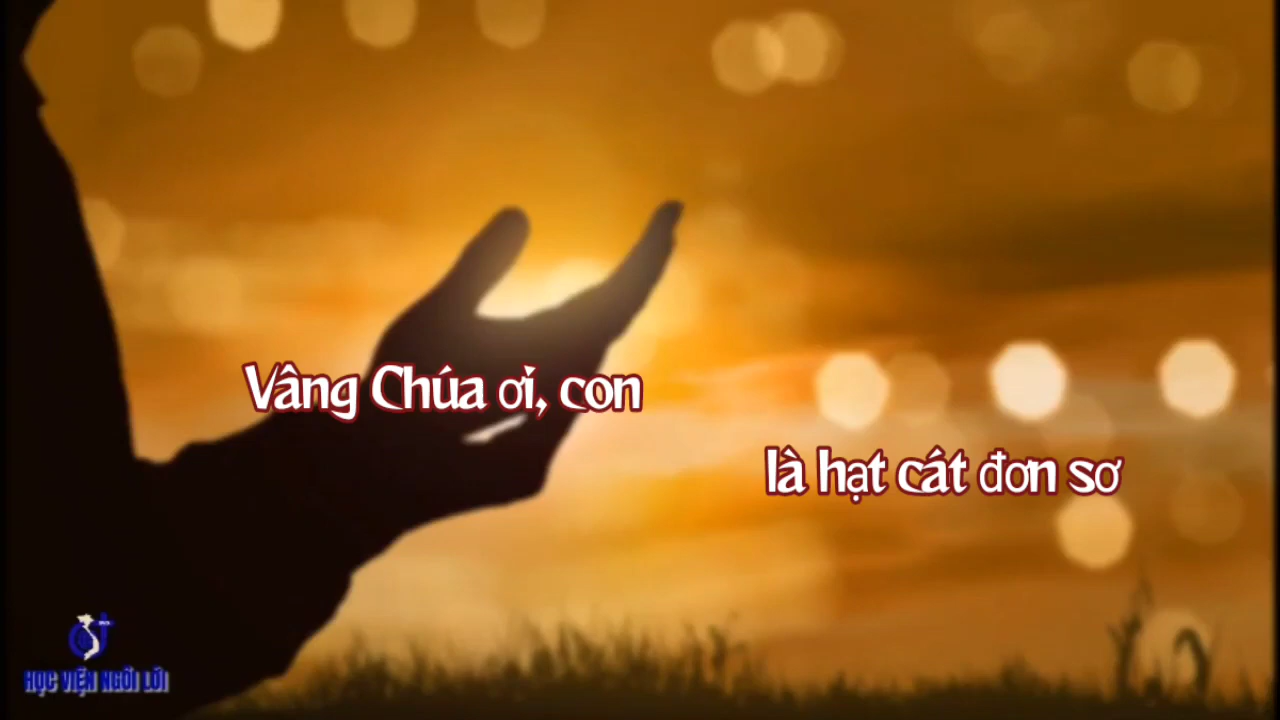 Vâng Chúa ơi, con
là hạt cát đơn sơ
HỌC VIỆN NGÔI LỜI